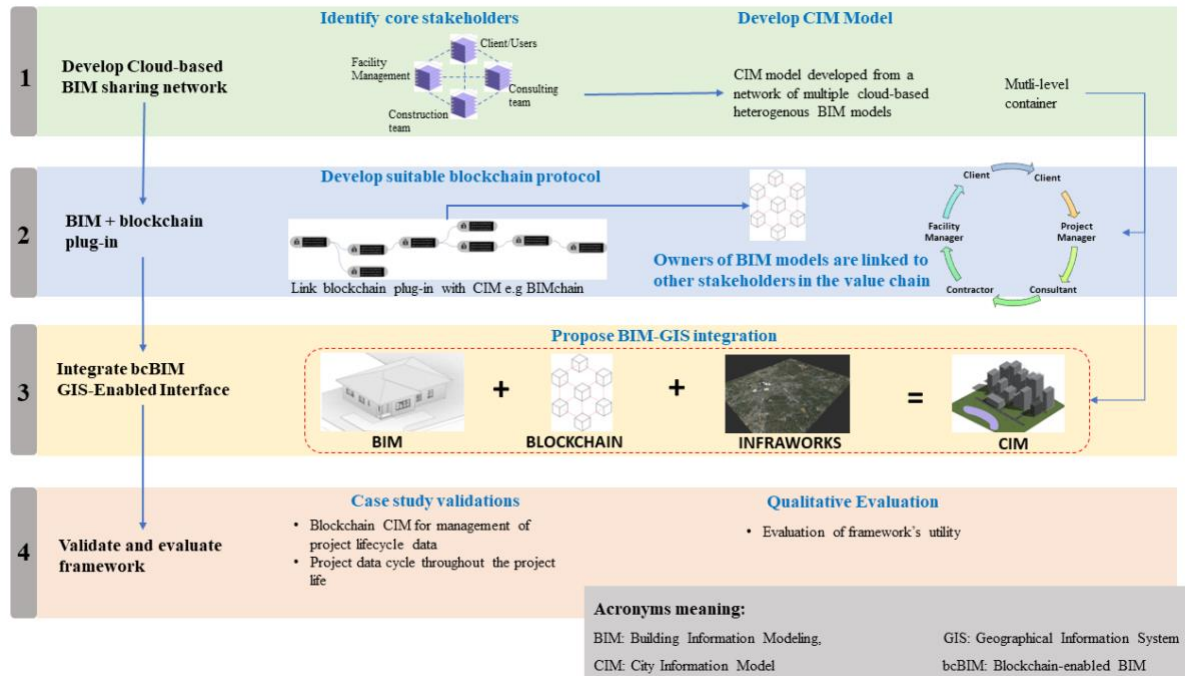 1
Develop Cloud-based
BIM sharing network
Identify core stakeholders
Client/Users
Facility
Management
Consulting
team
Construction
team
Develop CIM Model
CIM model developed from a
network of multiple cloud-based
heterogenous BIM models
Mutli-level
container
2
BIM + blockchain
plug-in
Develop suitable blockchain protocol
Link blockchain plug-in with CIM e.g BIMchain
Owners of BIM models are linked to
other stakeholders in the value chain
Client
Client
Facility
Manager
Project
Manager
Contractor
Consultant
3
Integrate bcBIM
GIS-Enabled Interface
Propose BIM-GIS integration
+
+
=
BIM
BLOCKCHAIN
INFRAWORKS
CIM
4
Validate and evaluate
framework
Case study validations
• Blockchain CIM for management of
project lifecycle data
• Project data cycle throughout the project
life
Qualitative Evaluation
• Evaluation of framework's utility
Acronyms meaning:
BIM: Building Information Modeling,
GIS: Geographical Information System
CIM: City Information Model
bcBIM: Blockchain-enabled BIM